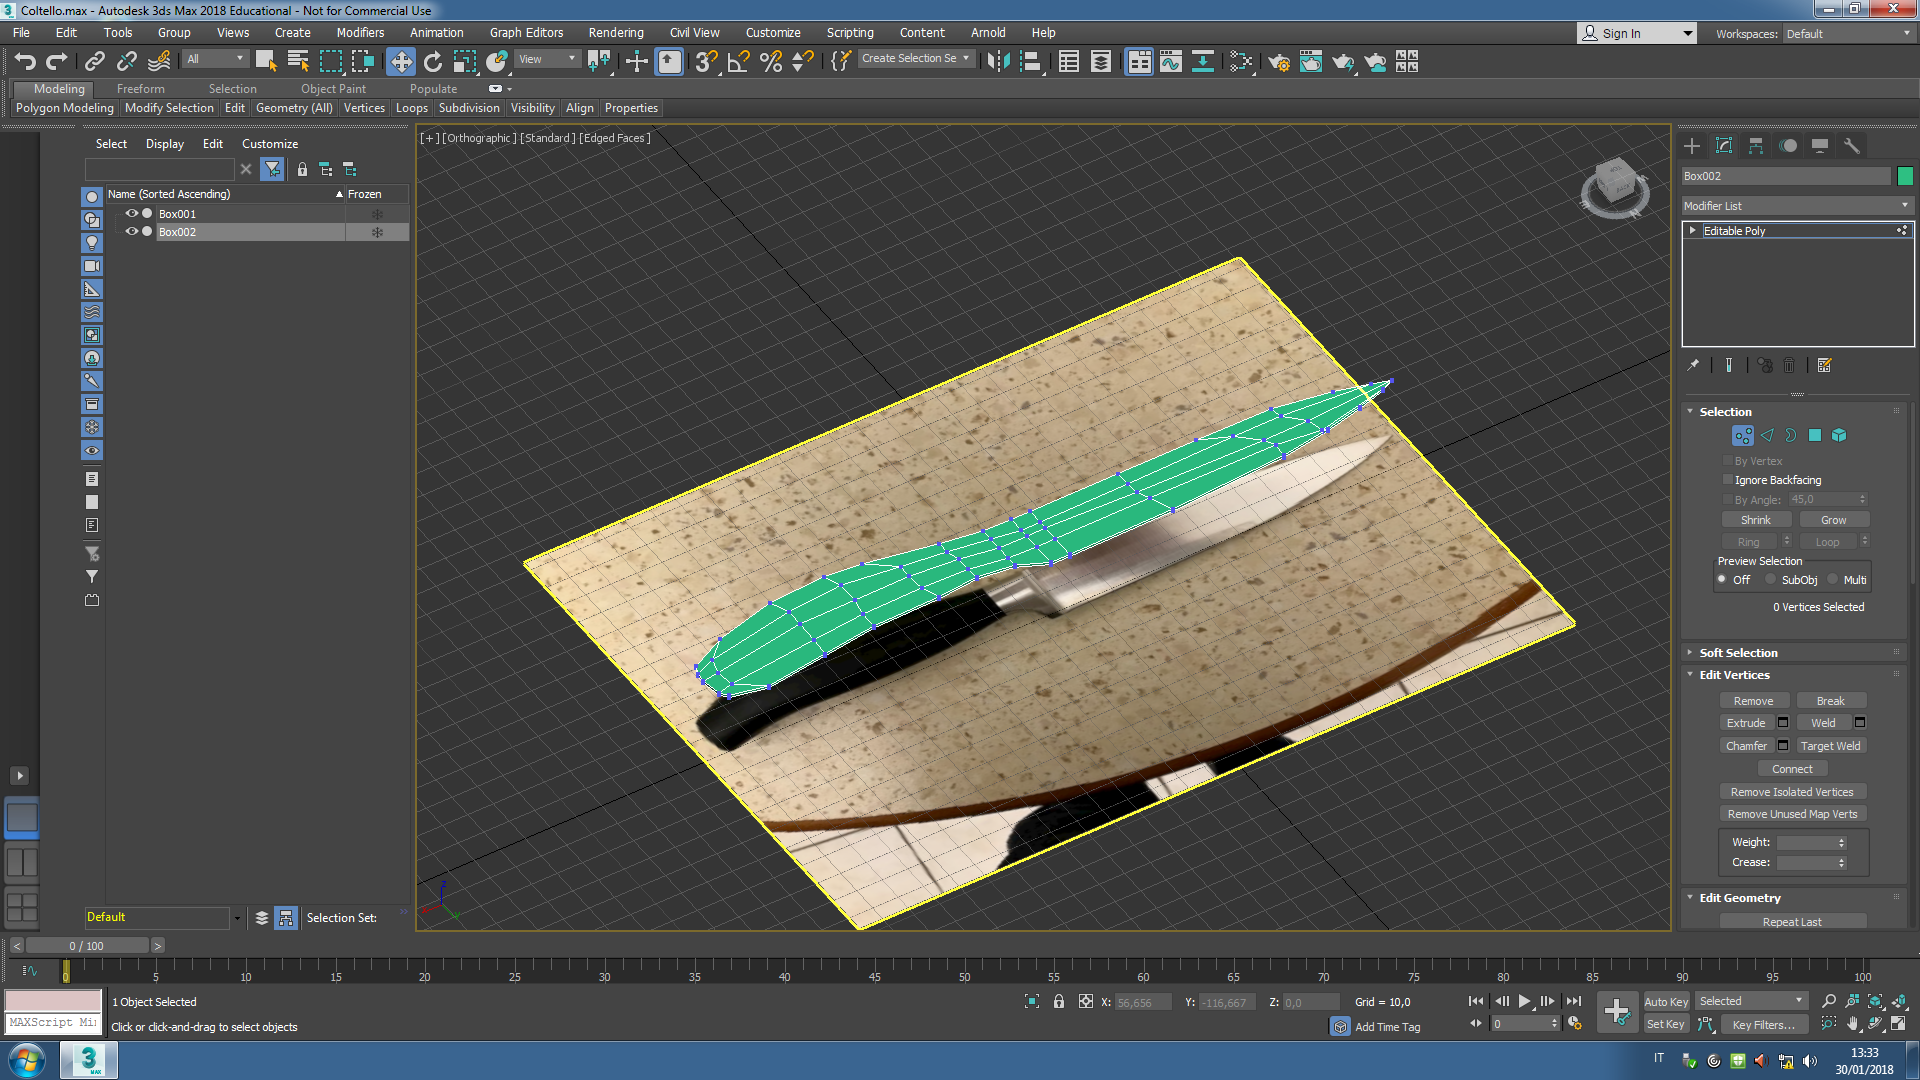 Coltello.max - Autodesk 3ds Max 2018 Educational - Not for Commercial Use
File Edit Tools Group Views Create Modifiers Animation Graph Editors Rendering Civil View Customize Scripting Content Arnold Help Sign In Workspaces: Default
All View Create Selection Se
Modeling Freeform Selection Object Paint Populate
Polygon Modeling Modify Selection Edit Geometry (All) Vertices Loops Subdivision Visibility Align Properties
Select Display Edit Customize
Name (Sorted Ascending) Frozen
Box001
Box002
[+] [Orthographic] [Standard] [Edged Faces]
Box002
Modifier List
Editable Poly
Selection
By Vertex
Ignore Backfacing
By Angle: 45,0
Shrink Grow
Ring Loop
Preview Selection
Off SubObj Multi
0 Vertices Selected
Soft Selection
Edit Vertices
Remove Break
Extrude Weld
Chamfer Target Weld
Connect
Remove Isolated Vertices
Remove Unused Map Verts
Weight:
Crease:
Edit Geometry
Repeat Last
Default Selection Set:
< 0 / 100 >
0 5 10 15 20 25 30 35 40 45 50 55 60 65 70 75 80 85 90 95 100
1 Object Selected X: 56,656 Y: -116,667 Z: 0,0 Grid = 10,0 Auto Key Selected
MAXScript Mi
Click or click-and-drag to select objects Add Time Tag 0 Set Key Key Filters...
3 MAX
IT 13:33
30/01/2018